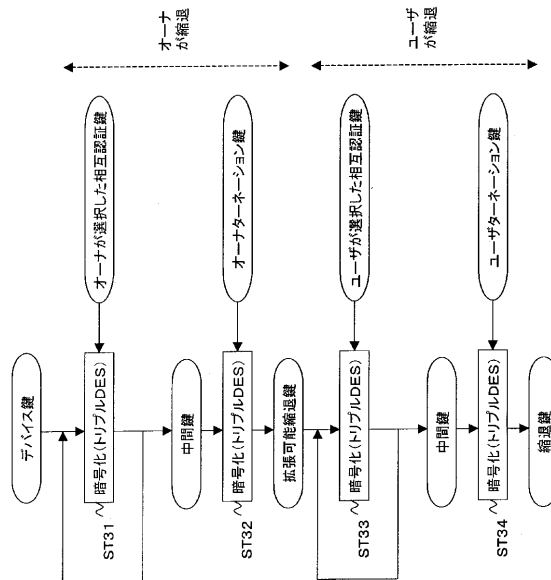 デバイス鍵
ST31
暗号化(トリプルDES)
オーナが選択した相互認証鍵
中間鍵
ST32
暗号化(トリプルDES)
オーナターネーション鍵
拡張可能縮退鍵
オーナ
が縮退
ST33
暗号化(トリプルDES)
ユーザが選択した相互認証鍵
中間鍵
ST34
暗号化(トリプルDES)
ユーザターネーション鍵
縮退鍵
ユーザ
が縮退